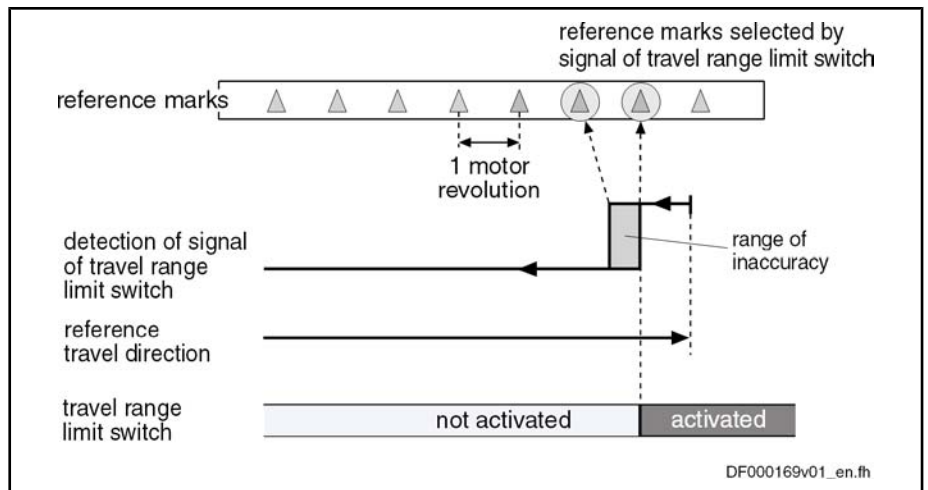 reference marks selected by
signal of travel range limit switch
reference marks
1 motor
revolution
detection of signal
of travel range
limit switch
range of
inaccuracy
reference
travel direction
travel range
limit switch
not activated
activated
DF000169v01_en.fh